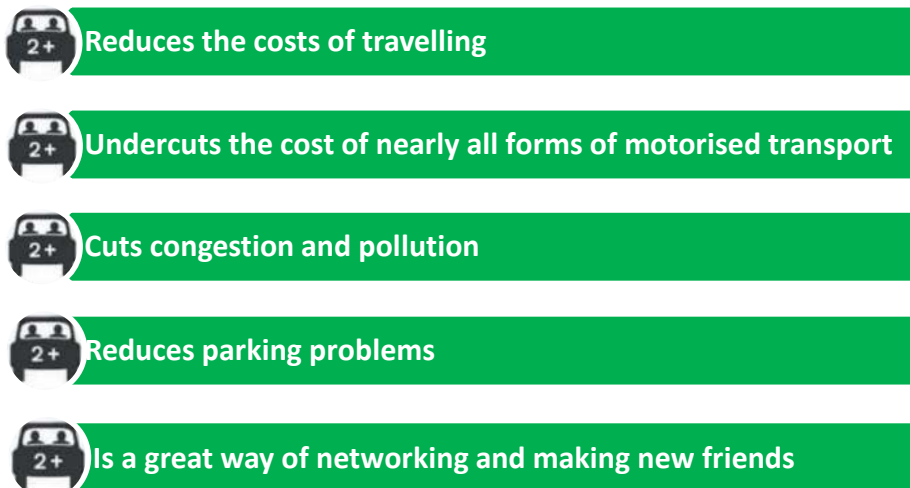 2+ Reduces the costs of travelling
2+ Undercuts the cost of nearly all forms of motorised transport
2+ Cuts congestion and pollution
2+ Reduces parking problems
2+ Is a great way of networking and making new friends